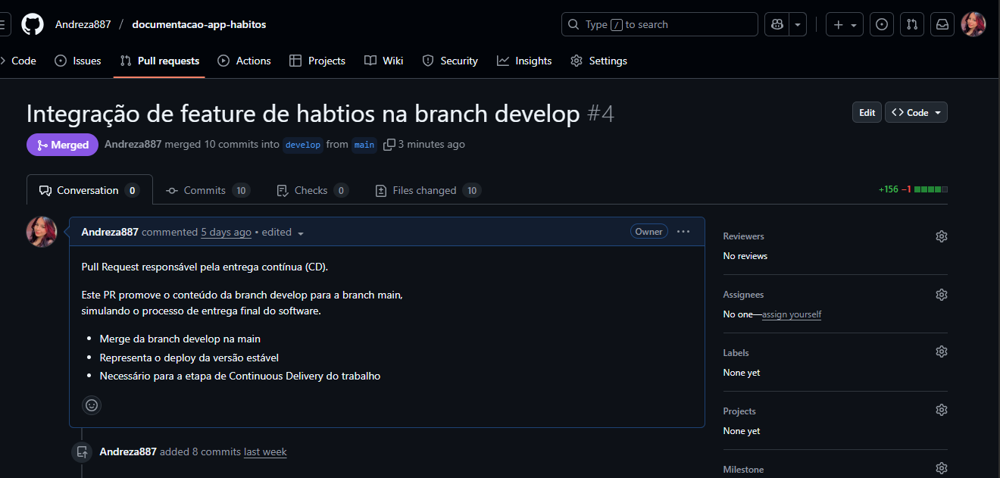 Andreza887 / documentacao-app-habitos
Type / to search
Code Issues Pull requests Actions Projects Wiki Security Insights Settings
Integração de feature de habtios na branch develop #4
Edit <> Code
Merged Andreza887 merged 10 commits into develop from main 3 minutes ago
Conversation 0 Commits 10 Checks 0 Files changed 10
+156 −1
Andreza887 commented 5 days ago • edited
Owner
Pull Request responsável pela entrega contínua (CD).
Este PR promove o conteúdo da branch develop para a branch main,
simulando o processo de entrega final do software.
• Merge da branch develop na main
• Representa o deploy da versão estável
• Necessário para a etapa de Continuous Delivery do trabalho
Andreza887 added 8 commits last week
Reviewers
No reviews
Assignees
No one—assign yourself
Labels
None yet
Projects
None yet
Milestone